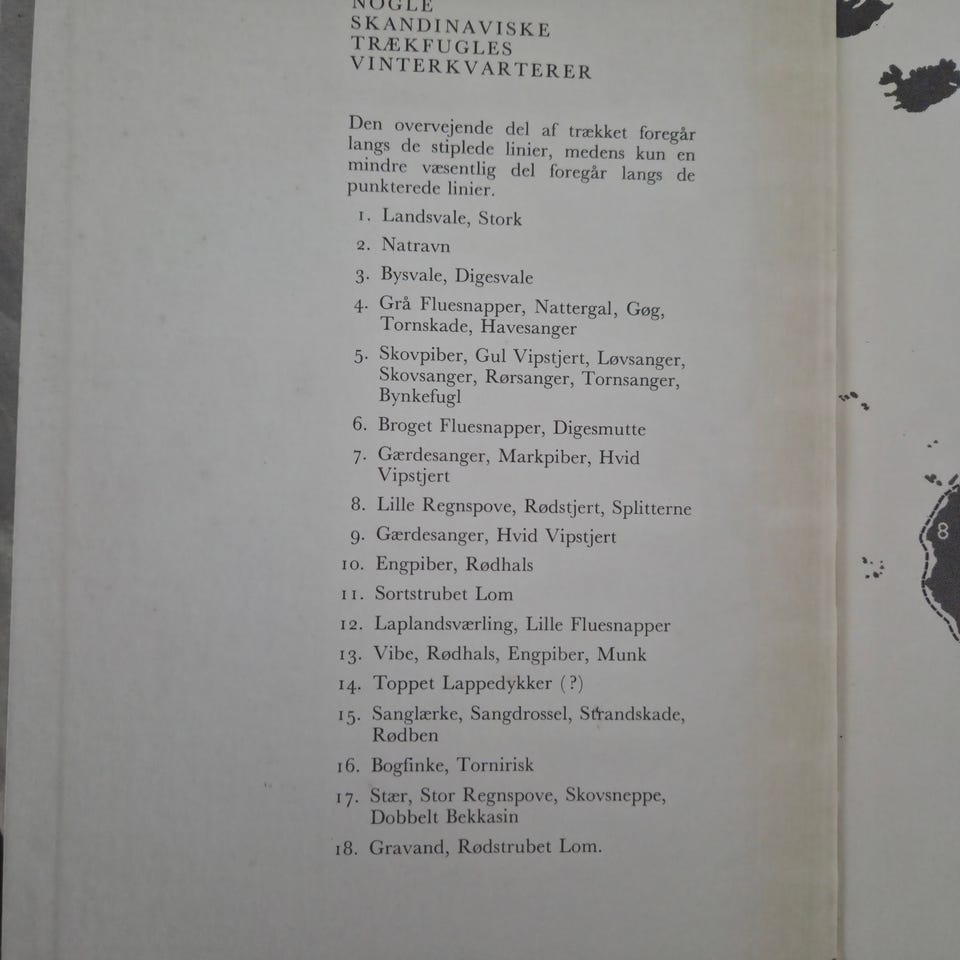 NOGLE
SKANDINAVISKE
TRÆKFUGLES
VINTERKVARTERER
Den overvejende del af trækket foregår
langs de stiplede linier, medens kun en
mindre væsentlig del foregår langs de
punkterede linier.
1. Landsvale, Stork
2. Natravn
3. Bysvale, Digesvale
4. Grå Fluesnapper, Nattergal, Gøg,
Tornskade, Havesanger
5. Skovpiber, Gul Vipstjert, Løvsanger,
Skovsanger, Rørsanger, Tornsanger,
Bynkefugl
6. Broget Fluesnapper, Digesmutte
7. Gærdesanger, Markpiber, Hvid
Vipstjert
8. Lille Regnspove, Rødstjert, Splitterne
9. Gærdesanger, Hvid Vipstjert
10. Engpiber, Rødhals
11. Sortstrubet Lom
12. Laplandsværling, Lille Fluesnapper
13. Vibe, Rødhals, Engpiber, Munk
14. Toppet Lappedykker (?)
15. Sanglærke, Sangdrossel, Strandskade,
Rødben
16. Bogfinke, Tornirisk
17. Stær, Stor Regnspove, Skovsneppe,
Dobbelt Bekkasin
18. Gravand, Rødstrubet Lom.
8